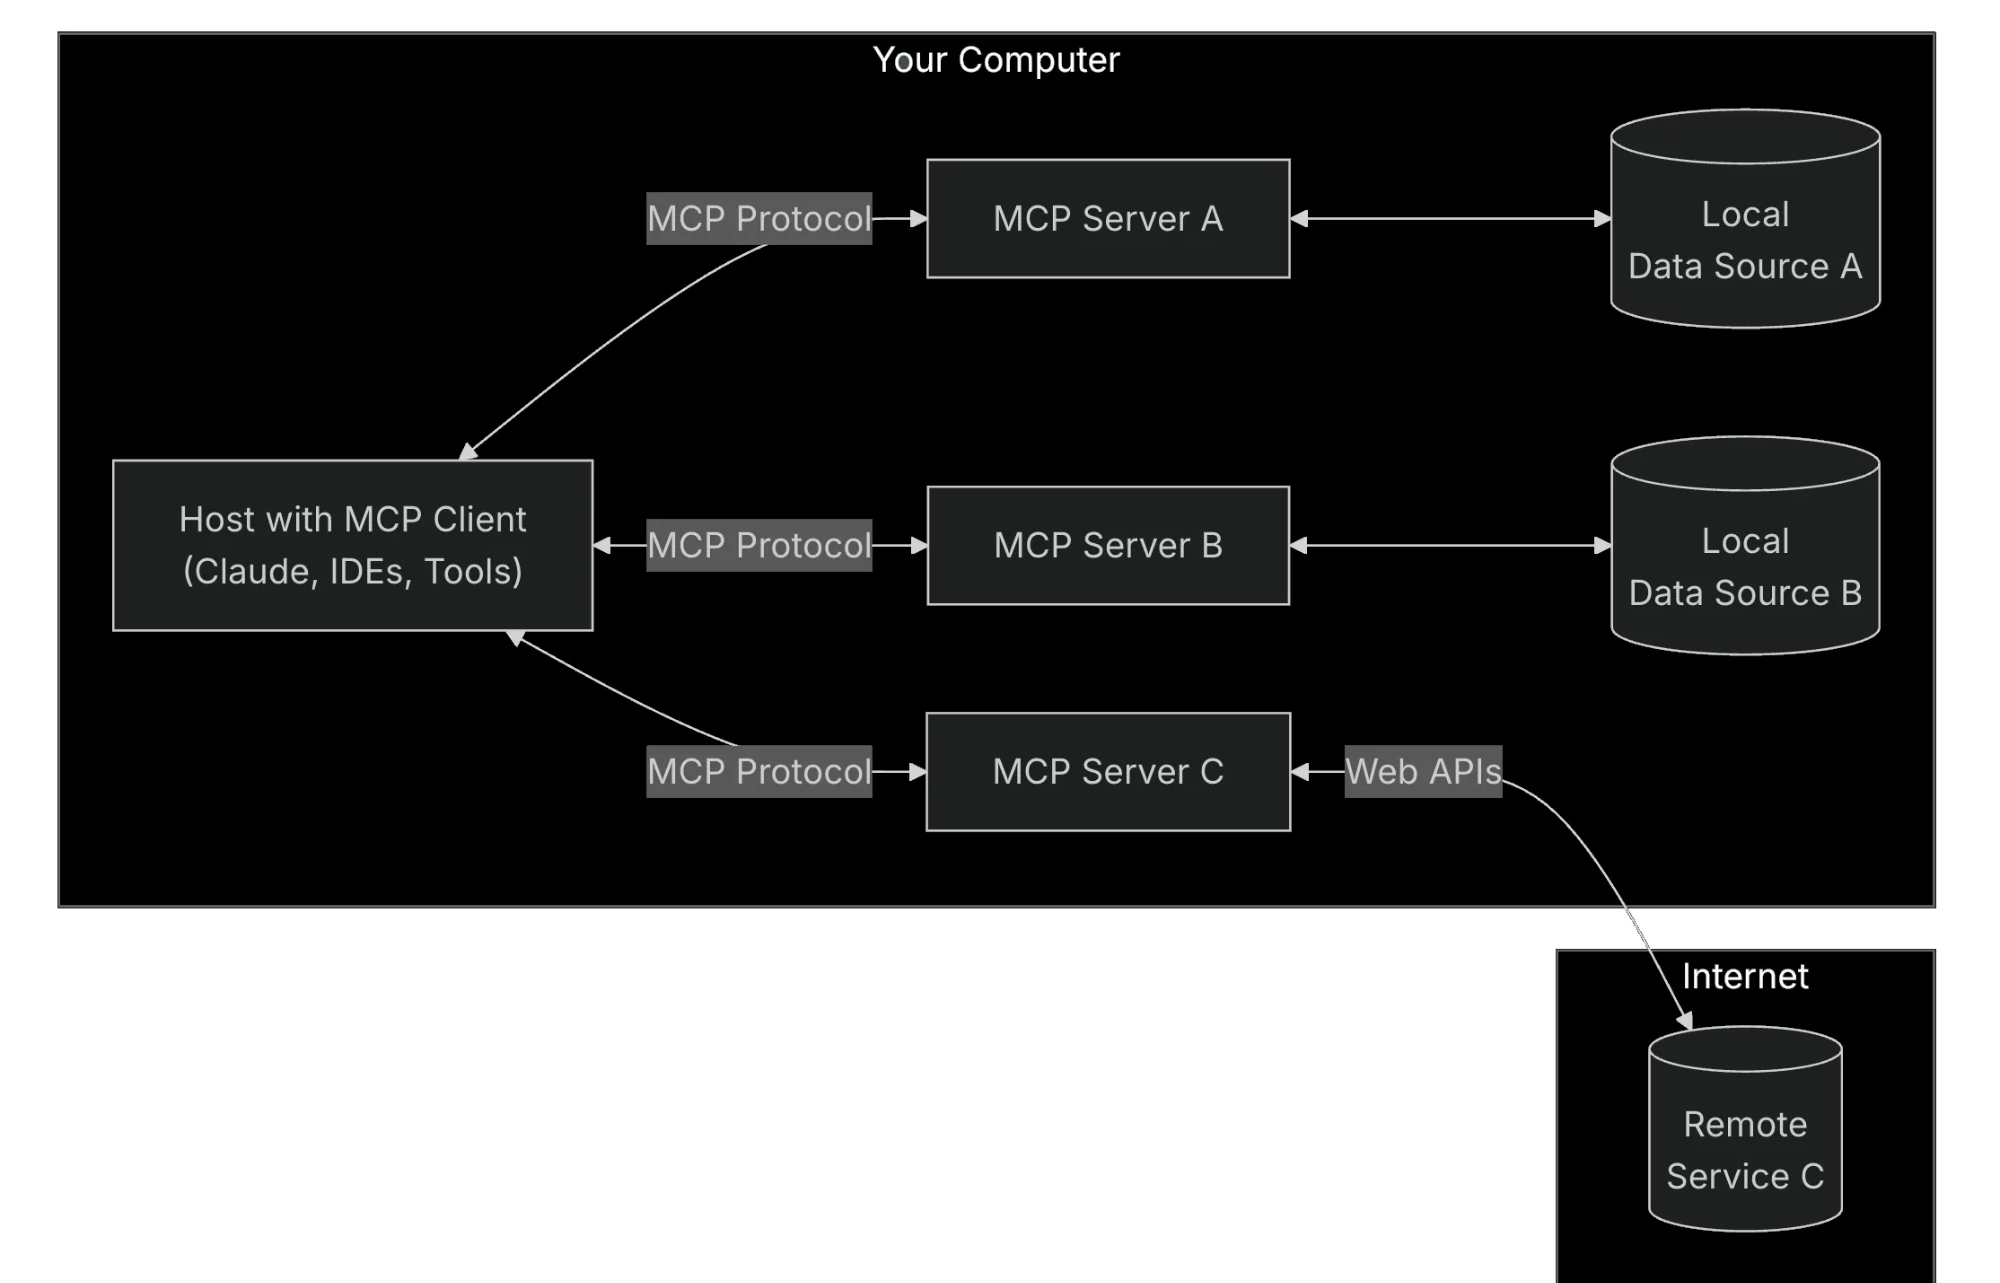 Your Computer
MCP Protocol
MCP Server A
Local
Data Source A
Host with MCP Client
(Claude, IDEs, Tools)
MCP Protocol
MCP Server B
Local
Data Source B
MCP Protocol
MCP Server C
Web APIs
Internet
Remote
Service C